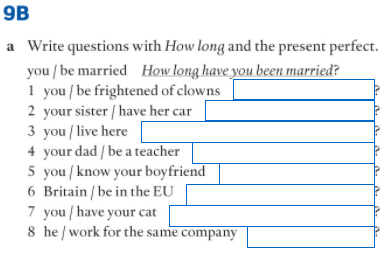 9B
a Write questions with How long and the present perfect.
you / be married How long have you been married?
1 you / be frightened of clowns ?
2 your sister / have her car ?
3 you / live here ?
4 your dad / be a teacher ?
5 you / know your boyfriend ?
6 Britain / be in the EU ?
7 you / have your cat ?
8 he / work for the same company ?